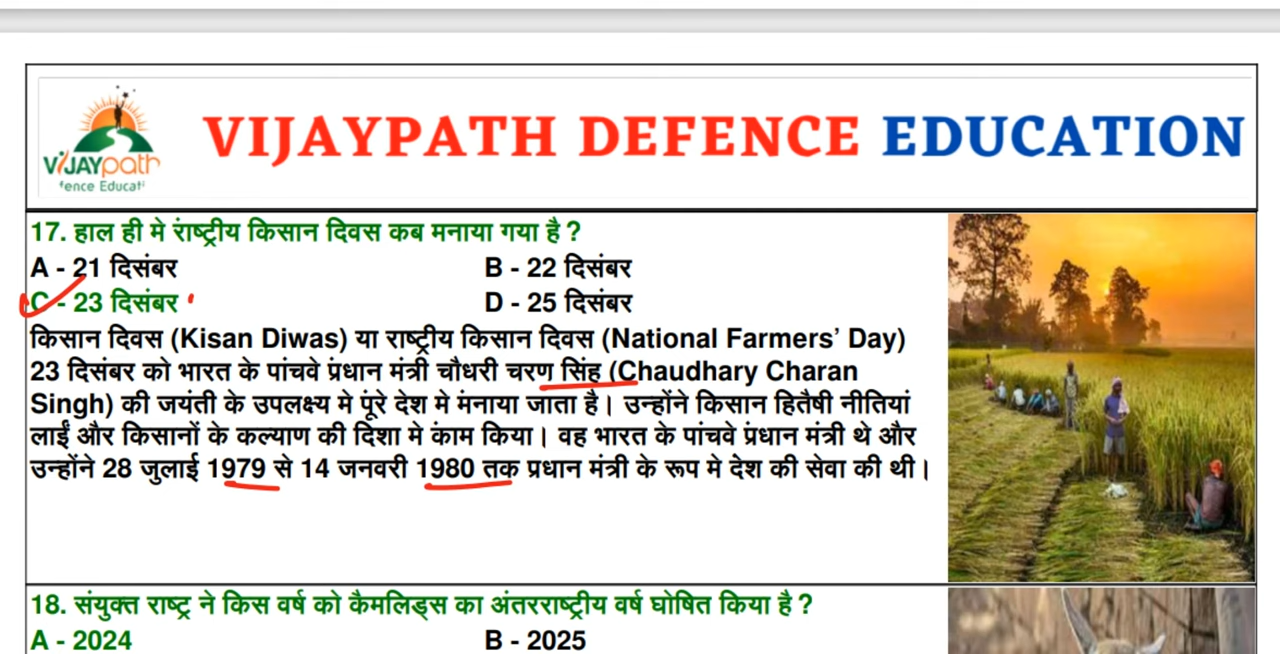 VIJAYPATH DEFENCE EDUCATION
VIJAYpath
fence Educati
17. हाल ही मे रंाष्ट्रीय किसान दिवस कब मनाया गया है ?
A - 21 दिसंबर
B - 22 दिसंबर
C - 23 दिसंबर
D - 25 दिसंबर
किसान दिवस (Kisan Diwas) या राष्ट्रीय किसान दिवस (National Farmers’ Day)
23 दिसंबर को भारत के पांचवे प्रंधान मंत्री चौधरी चरण सिंह (Chaudhary Charan
Singh) की जयंती के उपलक्ष्य मे पूंरे देश मे मंनाया जाता है। उन्होंने किसान हितैषी नीतियां
लाईं और किसानों के कल्याण की दिशा मे कंाम किया। वह भारत के पांचवे प्रंधान मंत्री थे और
उन्होंने 28 जुलाई 1979 से 14 जनवरी 1980 तक प्रधान मंत्री के रूप मे देश की सेवा की थी।
18. संयुक्त राष्ट्र ने किस वर्ष को कैमलिड्स का अंतरराष्ट्रीय वर्ष घोषित किया है ?
A - 2024
B - 2025